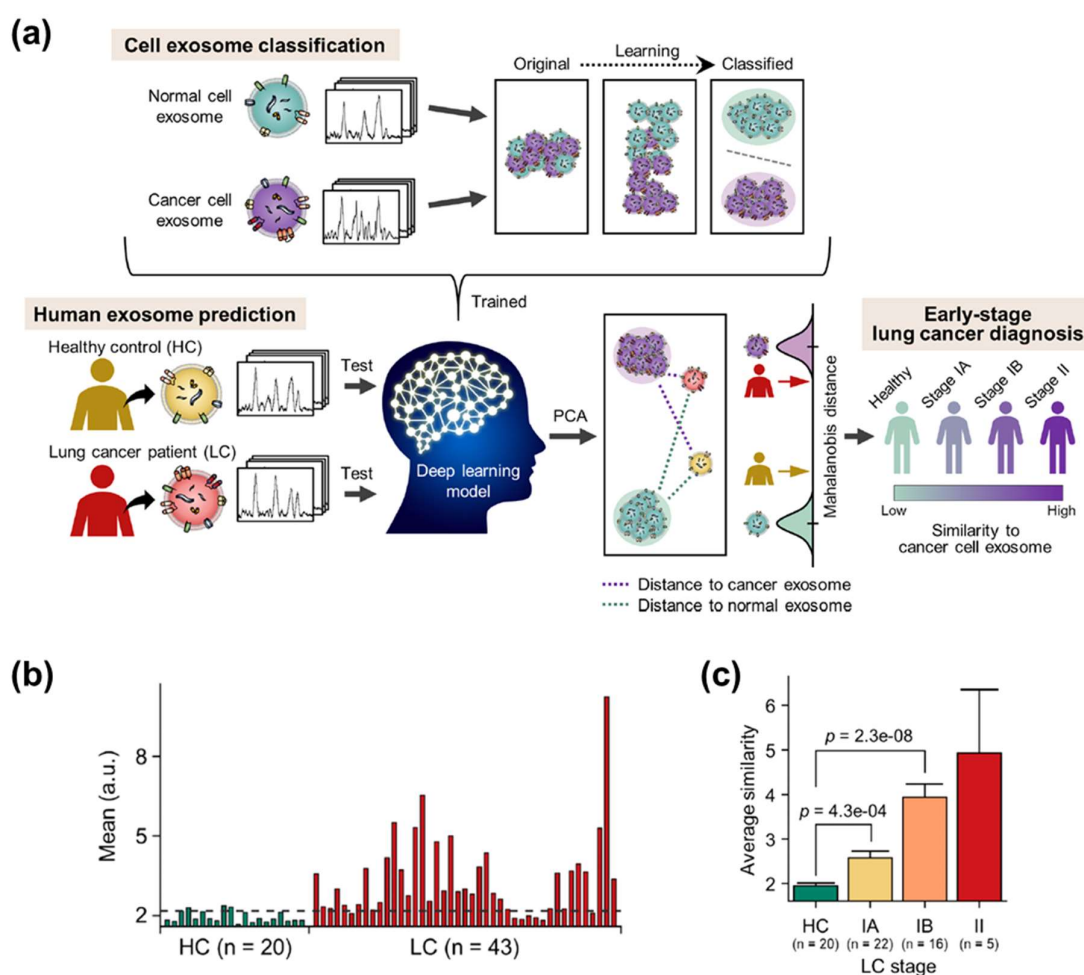 (a)
Cell exosome classification
Normal cell
exosome
Cancer cell
exosome
Original
Learning
Classified
Trained
Human exosome prediction
Healthy control (HC)
Test
Lung cancer patient (LC)
Test
Deep learning
model
PCA
Mahalanobis distance
Distance to cancer exosome
Distance to normal exosome
Early-stage
lung cancer diagnosis
Healthy
Stage IA
Stage IB
Stage II
Low
High
Similarity to
cancer cell exosome
(b)
Mean (a.u.)
8
5
2
HC (n = 20)
LC (n = 43)
(c)
Average similarity
6
5
4
3
2
p = 2.3e-08
p = 4.3e-04
HC IA IB II
(n = 20) (n = 22) (n = 16) (n = 5)
LC stage